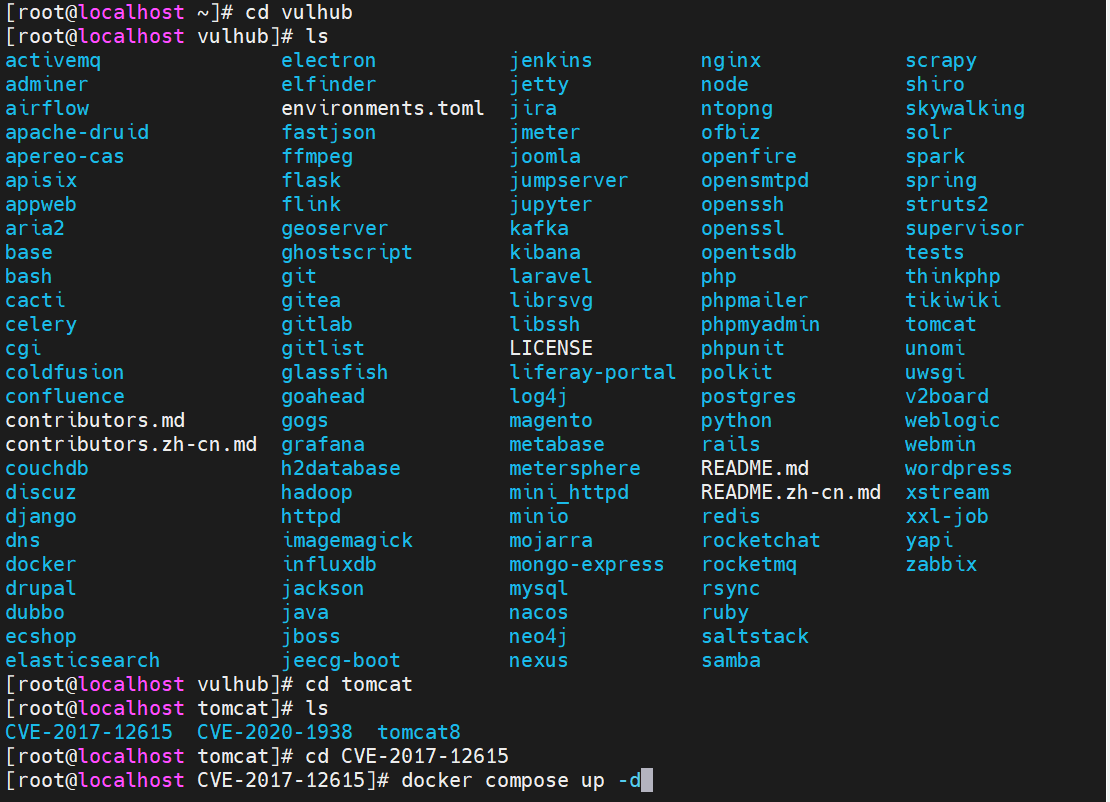 [root@localhost ~]# cd vulhub
[root@localhost vulhub]# ls
activemq electron jenkins nginx scrapy
adminer elfinder jetty node shiro
airflow environments.toml jira ntopng skywalking
apache-druid fastjson jmeter ofbiz solr
apereo-cas ffmpeg joomla openfire spark
apisix flask jumpserver opensmtpd spring
appweb flink jupyter openssh struts2
aria2 geoserver kafka openssl supervisor
base ghostscript kibana opentsdb tests
bash git laravel php thinkphp
cacti gitea librsvg phpmailer tikiwiki
celery gitlab libssh phpmyadmin tomcat
cgi gitlist LICENSE phpunit unomi
coldfusion glassfish liferay-portal polkit uwsgi
confluence goahead log4j postgres v2board
contributors.md gogs magento python weblogic
contributors.zh-cn.md grafana metabase rails webmin
couchdb h2database metersphere README.md wordpress
discuz hadoop mini_httpd README.zh-cn.md xstream
django httpd minio redis xxl-job
dns imagemagick mojarra rocketchat yapi
docker influxdb mongo-express rocketmq zabbix
drupal jackson mysql rsync
dubbo java nacos ruby
ecshop jboss neo4j saltstack
elasticsearch jeecg-boot nexus samba
[root@localhost vulhub]# cd tomcat
[root@localhost tomcat]# ls
CVE-2017-12615 CVE-2020-1938 tomcat8
[root@localhost tomcat]# cd CVE-2017-12615
[root@localhost CVE-2017-12615]# docker compose up -d